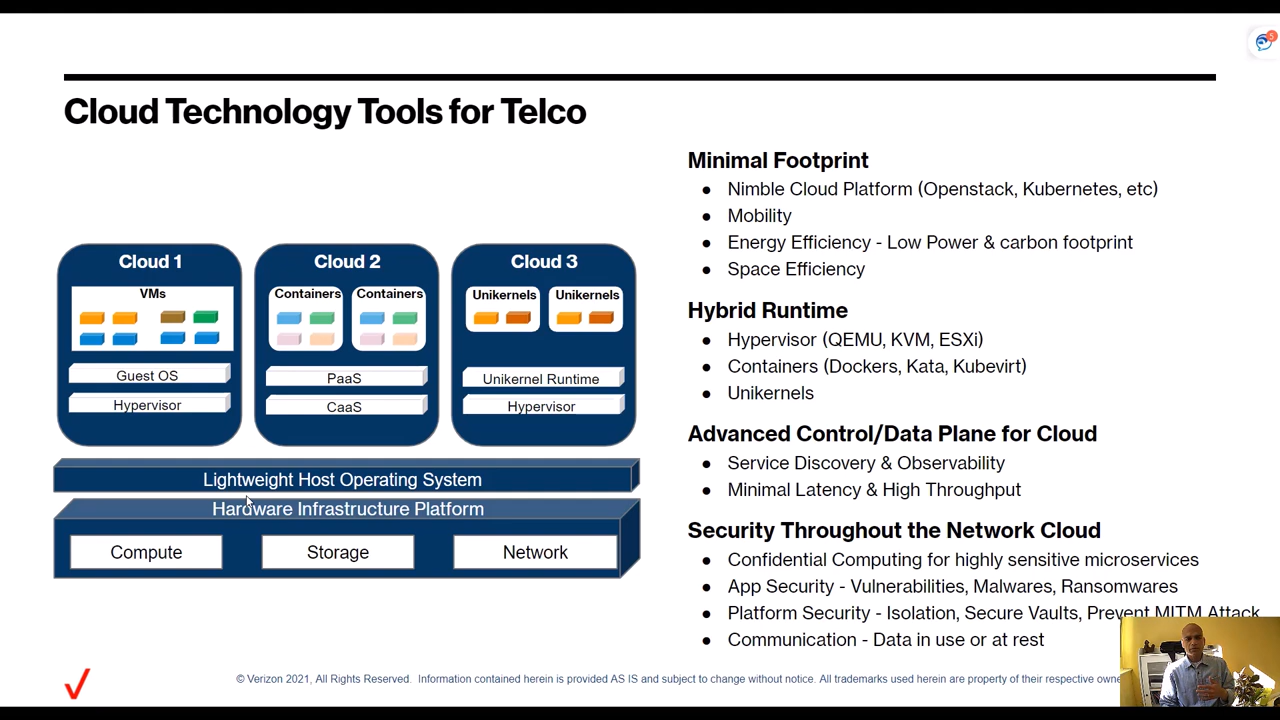 5
Cloud Technology Tools for Telco
Cloud 1
VMs
Guest OS
Hypervisor
Cloud 2
Containers Containers
PaaS
CaaS
Cloud 3
Unikernels Unikernels
Unikernel Runtime
Hypervisor
Lightweight Host Operating System
Hardware Infrastructure Platform
Compute
Storage
Network
Minimal Footprint
● Nimble Cloud Platform (Openstack, Kubernetes, etc)
● Mobility
● Energy Efficiency - Low Power & carbon footprint
● Space Efficiency
Hybrid Runtime
● Hypervisor (QEMU, KVM, ESXi)
● Containers (Dockers, Kata, Kubevirt)
● Unikernels
Advanced Control/Data Plane for Cloud
● Service Discovery & Observability
● Minimal Latency & High Throughput
Security Throughout the Network Cloud
● Confidential Computing for highly sensitive microservices
● App Security - Vulnerabilities, Malwares, Ransomwares
● Platform Security - Isolation, Secure Vaults, Prevent MITM Attack
● Communication - Data in use or at rest
© Verizon 2021, All Rights Reserved. Information contained herein is provided AS IS and subject to change without notice. All trademarks used herein are property of their respective